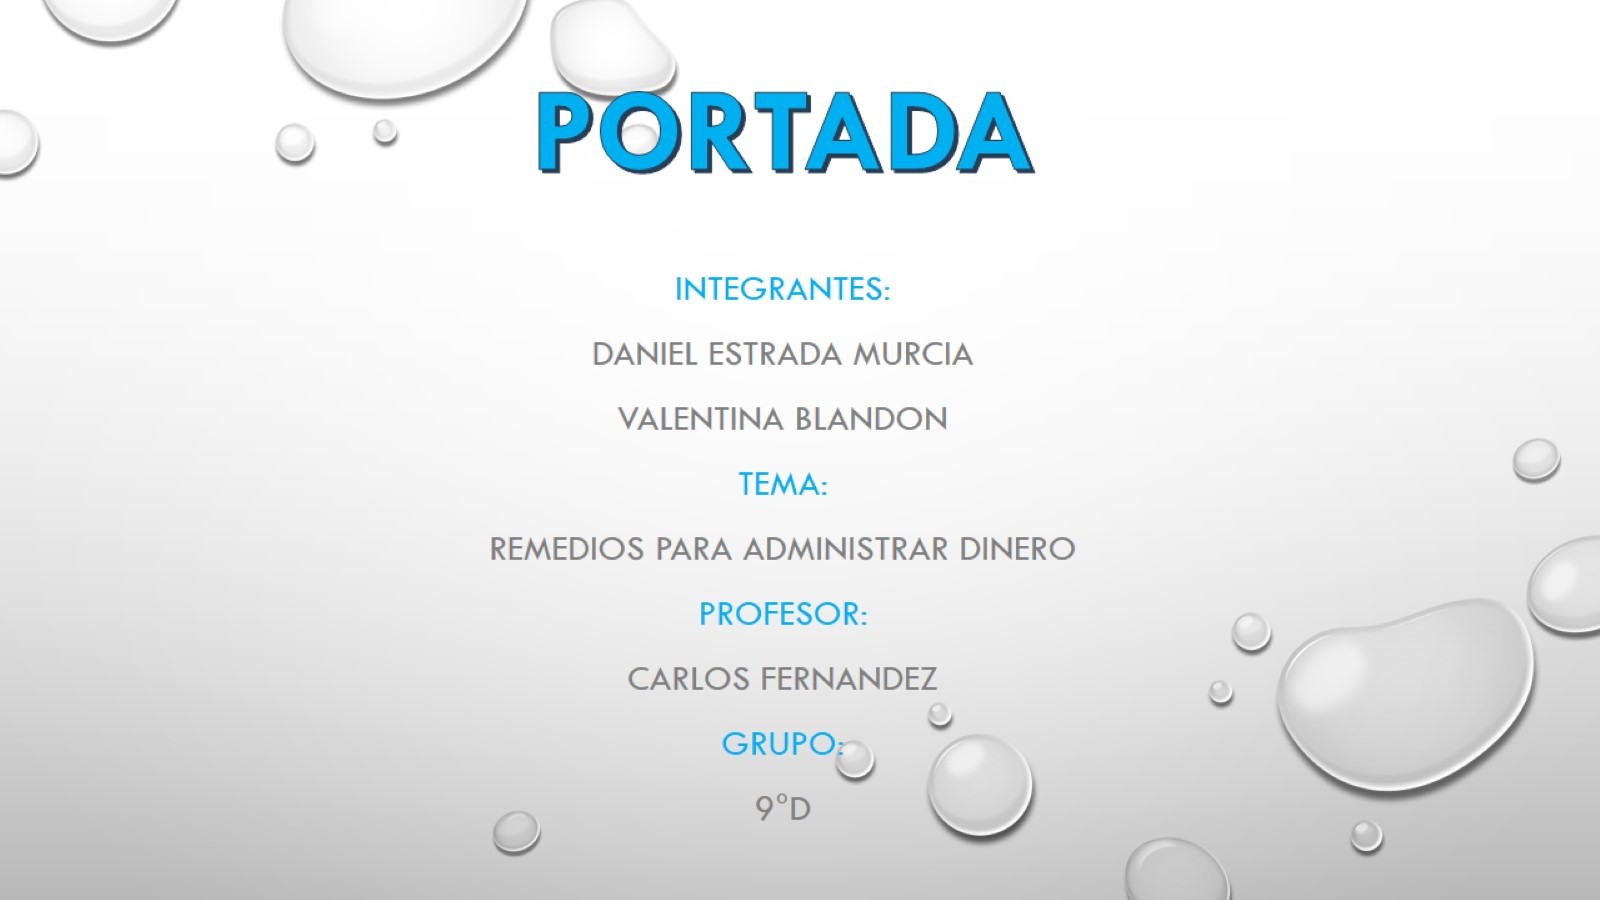 PORTADA
INTEGRANTES:
DANIEL ESTRADA MURCIA
VALENTINA BLANDON
TEMA:
REMEDIOS PARA ADMINISTRAR DINERO
PROFESOR:
CARLOS FERNANDEZ
GRUPO:
9°D